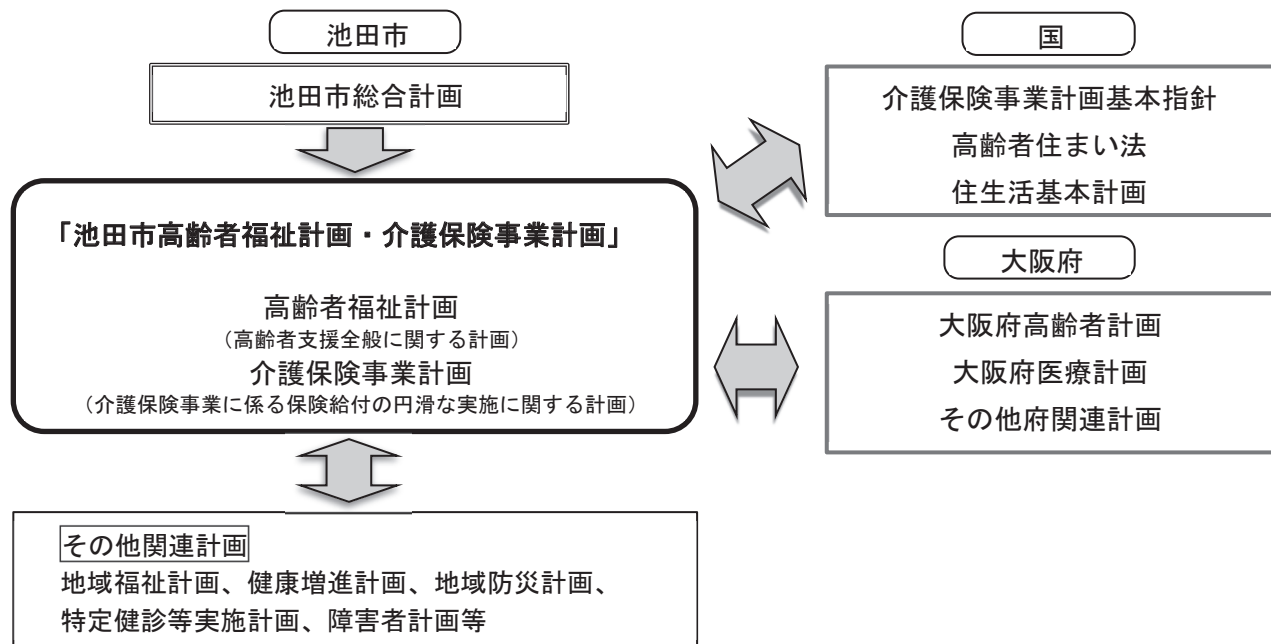 池田市
池田市総合計画
「池田市高齢者福祉計画・介護保険事業計画」
高齢者福祉計画
（高齢者支援全般に関する計画）
介護保険事業計画
（介護保険事業に係る保険給付の円滑な実施に関する計画）
その他関連計画
地域福祉計画、健康増進計画、地域防災計画、
特定健診等実施計画、障害者計画等
国
介護保険事業計画基本指針
高齢者住まい法
住生活基本計画
大阪府
大阪府高齢者計画
大阪府医療計画
その他府関連計画